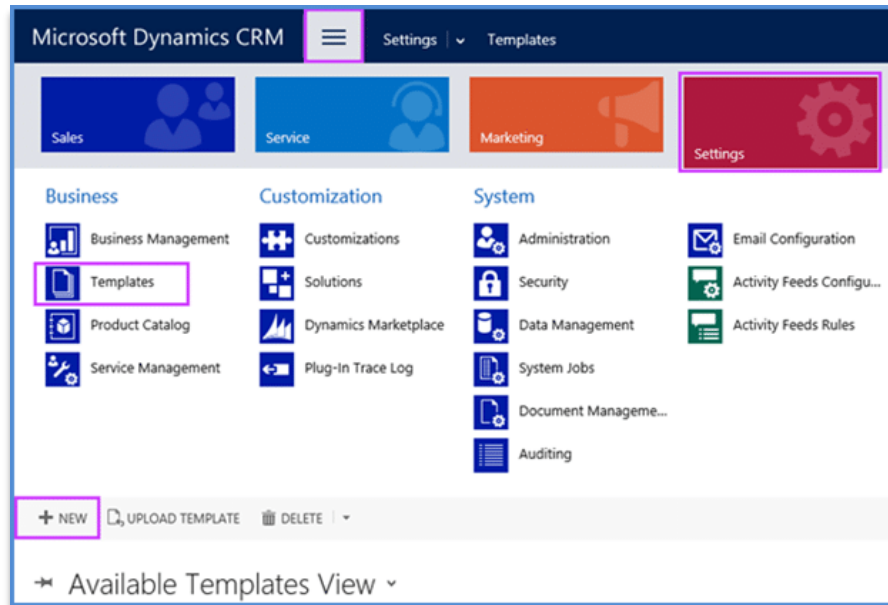 Microsoft Dynamics CRM Settings Templates
Sales Service Marketing Settings
Business Customization System
Business Management Customizations Administration Email Configuration
Templates Solutions Security Activity Feeds Configu...
Product Catalog Dynamics Marketplace Data Management Activity Feeds Rules
Service Management Plug-In Trace Log System Jobs
Document Manageme...
Auditing
NEW UPLOAD TEMPLATE DELETE
Available Templates View